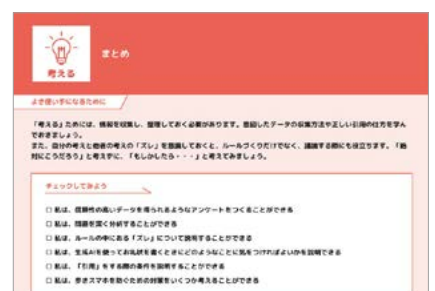 まとめ
考える
よき使い手になるために
「考える」ためには、情報を収集し、整理しておく必要があります。意図したデータの収集方法や正しい引用の仕方を学ん
でおきましょう。
また、自分の考えと他者の考えの「ズレ」を意識しておくと、ルールづくりだけでなく、議論する際にも役立ちます。「絶
対にこうだろう」と考えずに、「もしかしたら・・・」と考えてみましょう。
チェックしてみよう
□ 私は、信頼性の高いデータを得られるようなアンケートをつくることができる
□ 私は、問題を深く分析することができる
□ 私は、ルールの中にある「ズレ」について説明することができる
□ 私は、生成AIを使ってお礼状を書くときにどのようなことに気をつければよいかを説明できる
□ 私は、「引用」をする際の条件を説明することができる
□ 私は、歩きスマホを防ぐための対策をいくつか考えることができる